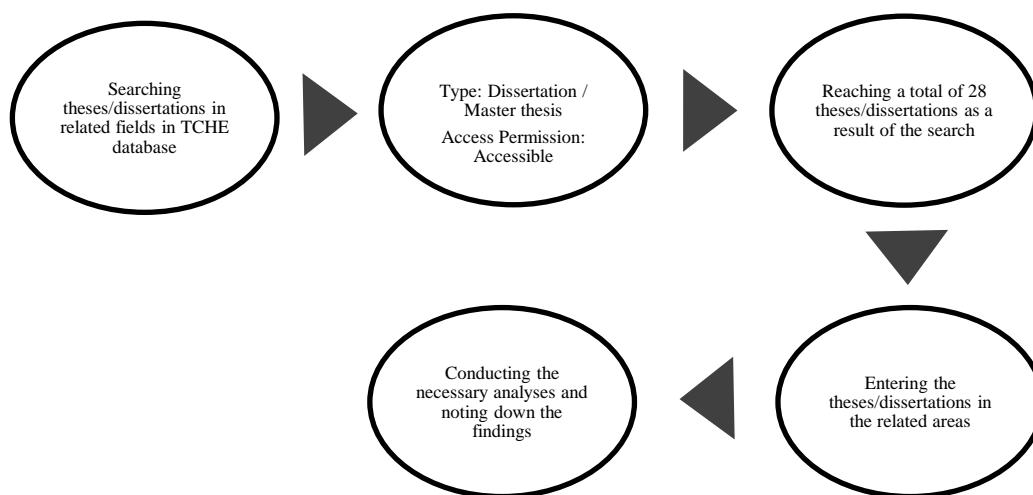 Searching
theses/dissertations in
related fields in TCHE
database
Type: Dissertation /
Master thesis
Access Permission:
Accessible
Reaching a total of 28
theses/dissertations as a
result of the search
Entering the
theses/dissertations in
the related areas
Conducting the
necessary analyses and
noting down the
findings